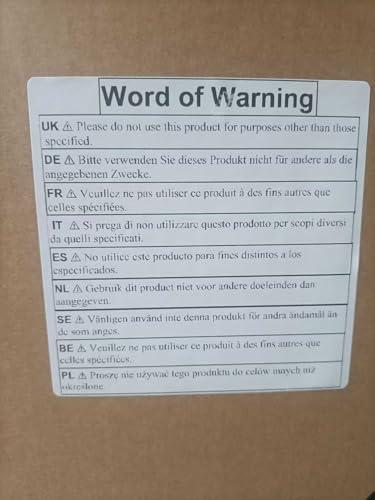 Word of Warning
UK ⚠ Please do not use this product for purposes other than those
specified.
DE ⚠ Bitte verwenden Sie dieses Produkt nicht für andere als die
angegebenen Zwecke.
FR ⚠ Veuillez ne pas utiliser ce produit à des fins autres que
celles spécifiées.
IT ⚠ Si prega di non utilizzare questo prodotto per scopi diversi
da quelli specificati.
ES ⚠ No utilice este producto para fines distintos a los
especificados.
NL ⚠ Gebruik dit product niet voor andere doeleinden dan
aangegeven.
SE ⚠ Vänligen använd inte denna produkt för andra ändamål än
de som anges.
BE ⚠ Veuillez ne pas utiliser ce produit à des fins autres que
celles spécifiées.
PL ⚠ Proszę nie używać tego produktu do celów innych niż
określone.